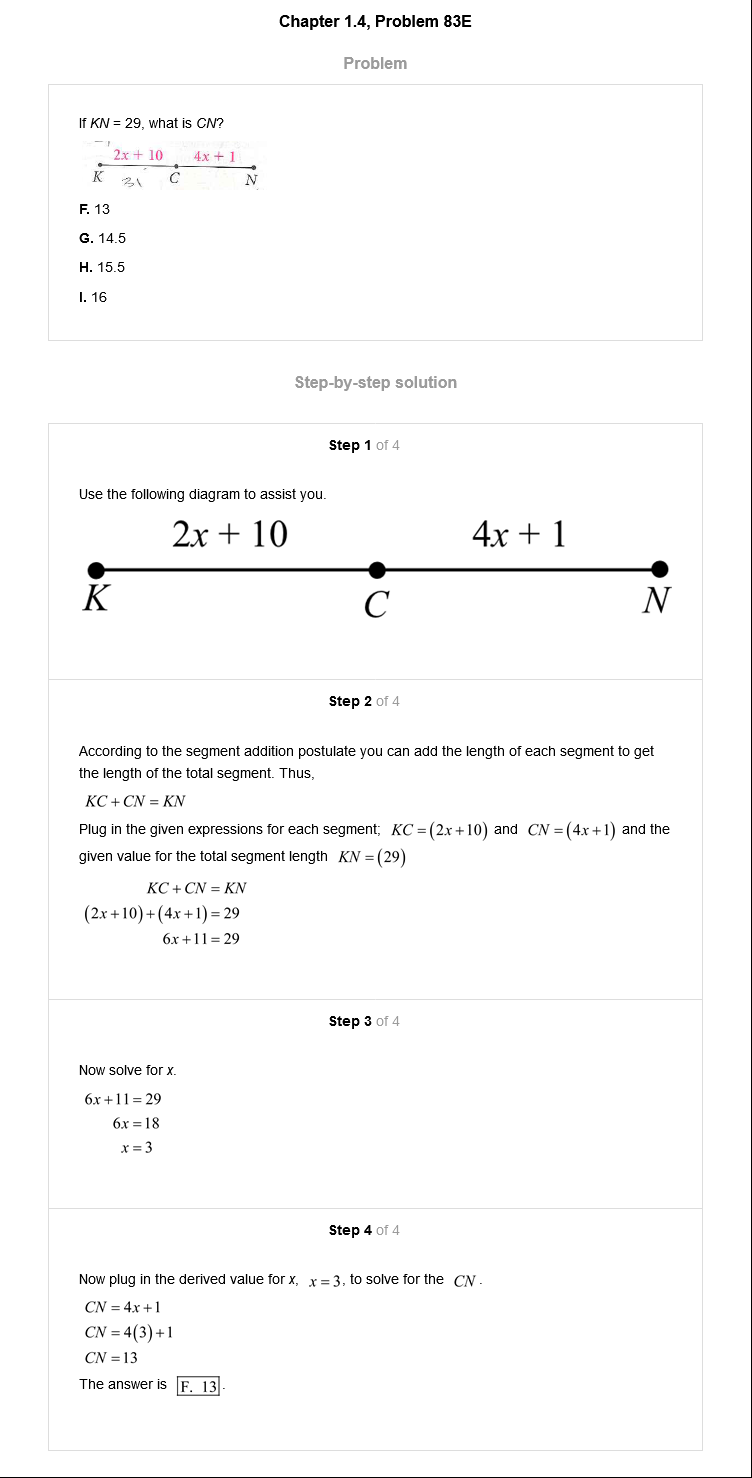 Chapter 1.4, Problem 83E
Problem
If KN = 29, what is CN?
2x + 10 4x + 1
K 31 C N
F. 13
G. 14.5
H. 15.5
I. 16
Step-by-step solution
Step 1 of 4
Use the following diagram to assist you.
2x + 10 4x + 1
K C N
Step 2 of 4
According to the segment addition postulate you can add the length of each segment to get
the length of the total segment. Thus,
KC + CN = KN
Plug in the given expressions for each segment; KC = (2x+10) and CN = (4x+1) and the
given value for the total segment length KN = (29)
KC + CN = KN
(2x+10)+(4x+1) = 29
6x+11 = 29
Step 3 of 4
Now solve for x.
6x+11 = 29
6x = 18
x = 3
Step 4 of 4
Now plug in the derived value for x, x = 3, to solve for the CN.
CN = 4x+1
CN = 4(3)+1
CN = 13
The answer is F. 13.